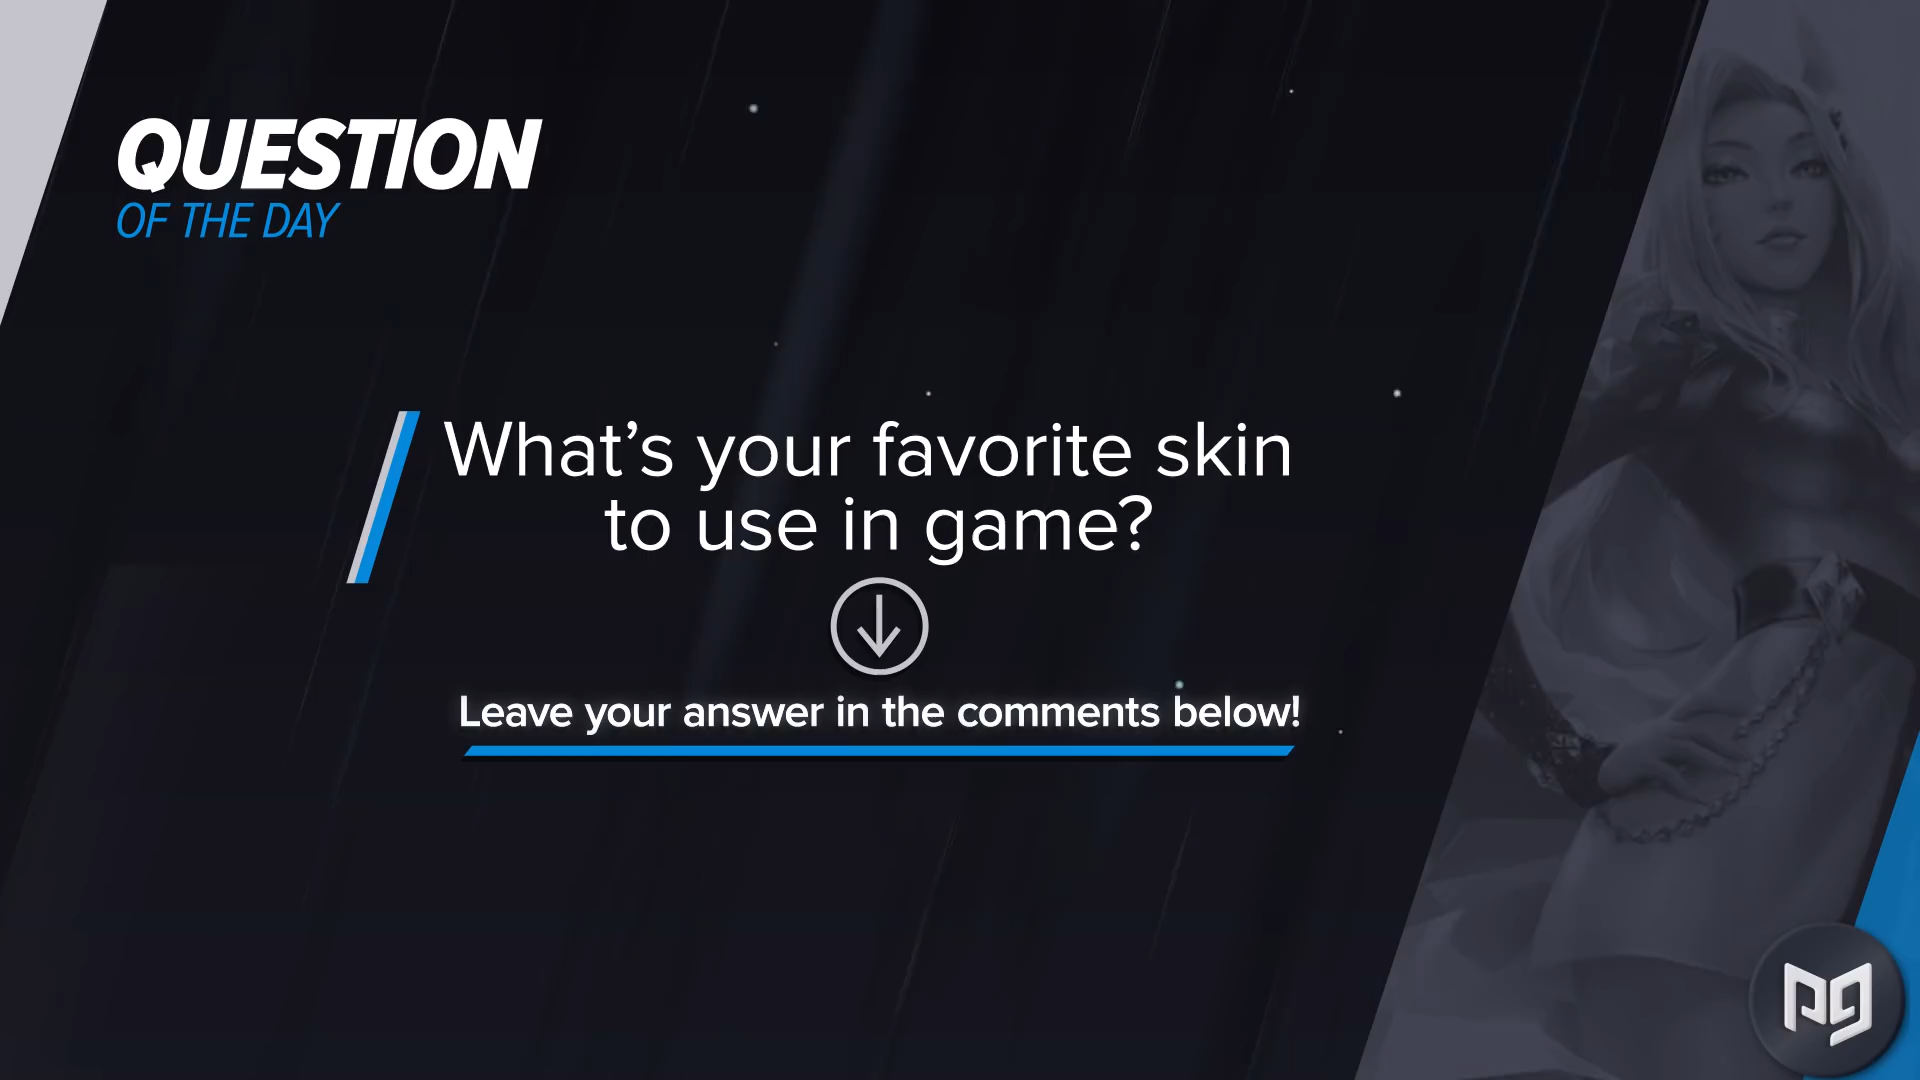 QUESTION
OF THE DAY
What’s your favorite skin
to use in game?
Leave your answer in the comments below!
pg